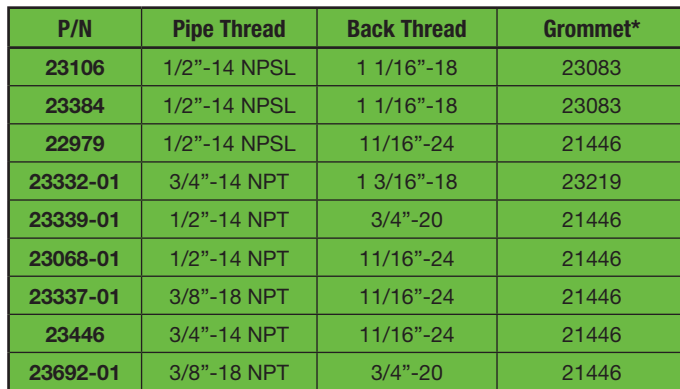 P/N Pipe Thread Back Thread Grommet*
23106 1/2”-14 NPSL 1 1/16”-18 23083
23384 1/2”-14 NPSL 1 1/16”-18 23083
22979 1/2”-14 NPSL 11/16”-24 21446
23332-01 3/4”-14 NPT 1 3/16”-18 23219
23339-01 1/2”-14 NPT 3/4”-20 21446
23068-01 1/2”-14 NPT 11/16”-24 21446
23337-01 3/8”-18 NPT 11/16”-24 21446
23446 3/4”-14 NPT 11/16”-24 21446
23692-01 3/8”-18 NPT 3/4”-20 21446